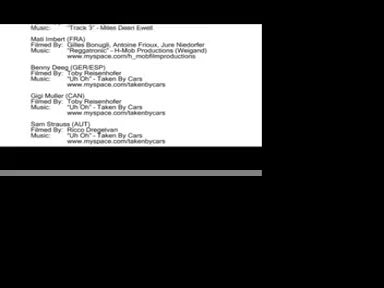 Music: "Track 3" - Miles Dean Ewell
Mati Imbert (FRA)
Filmed By: Gilles Bonugli, Antoine Frioux, Jure Niedorfer
Music: "Reggatronic" - H-Mob Productions (Weigand)
www.myspace.com/h_mobfilmproductions
Benny Deeg (GER/ESP)
Filmed By: Toby Reisenhofer
Music: "Uh Oh" - Taken By Cars
www.myspace.com/takenbycars
Gigi Muller (CAN)
Filmed By: Toby Reisenhofer
Music: "Uh Oh" - Taken By Cars
www.myspace.com/takenbycars
Sam Strauss (AUT)
Filmed By: Ricco Dregelvan
Music: "Uh Oh" - Taken By Cars
www.myspace.com/takenbycars